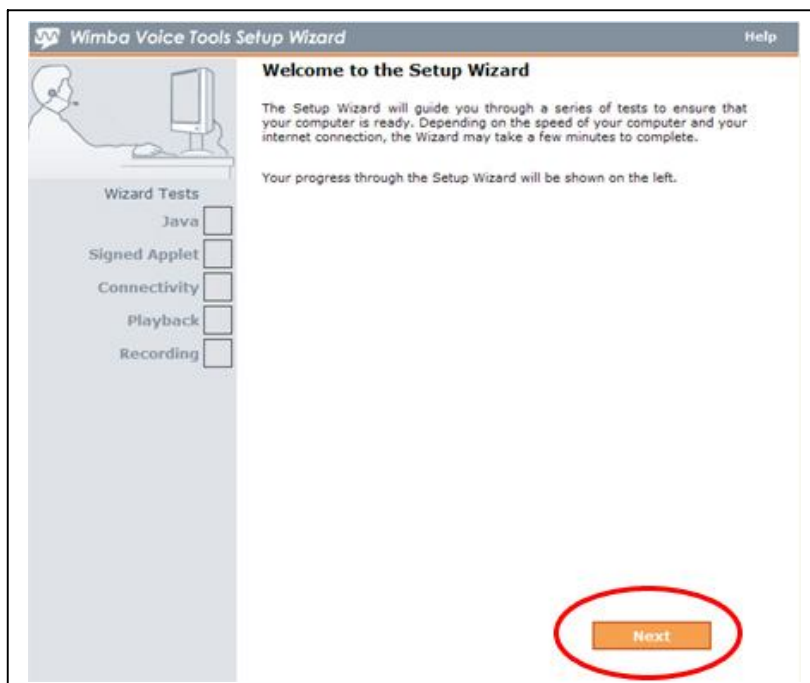 Wimba Voice Tools Setup Wizard
Help
Welcome to the Setup Wizard
The Setup Wizard will guide you through a series of tests to ensure that
your computer is ready. Depending on the speed of your computer and your
internet connection, the Wizard may take a few minutes to complete.
Your progress through the Setup Wizard will be shown on the left.
Wizard Tests
Java
Signed Applet
Connectivity
Playback
Recording
Next